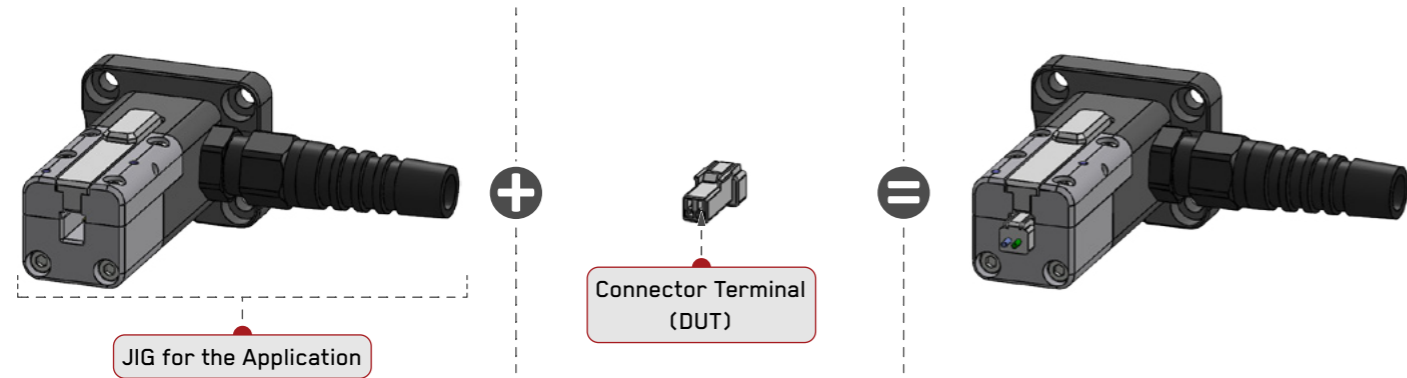 JIG for the Application
Connector Terminal
(DUT)